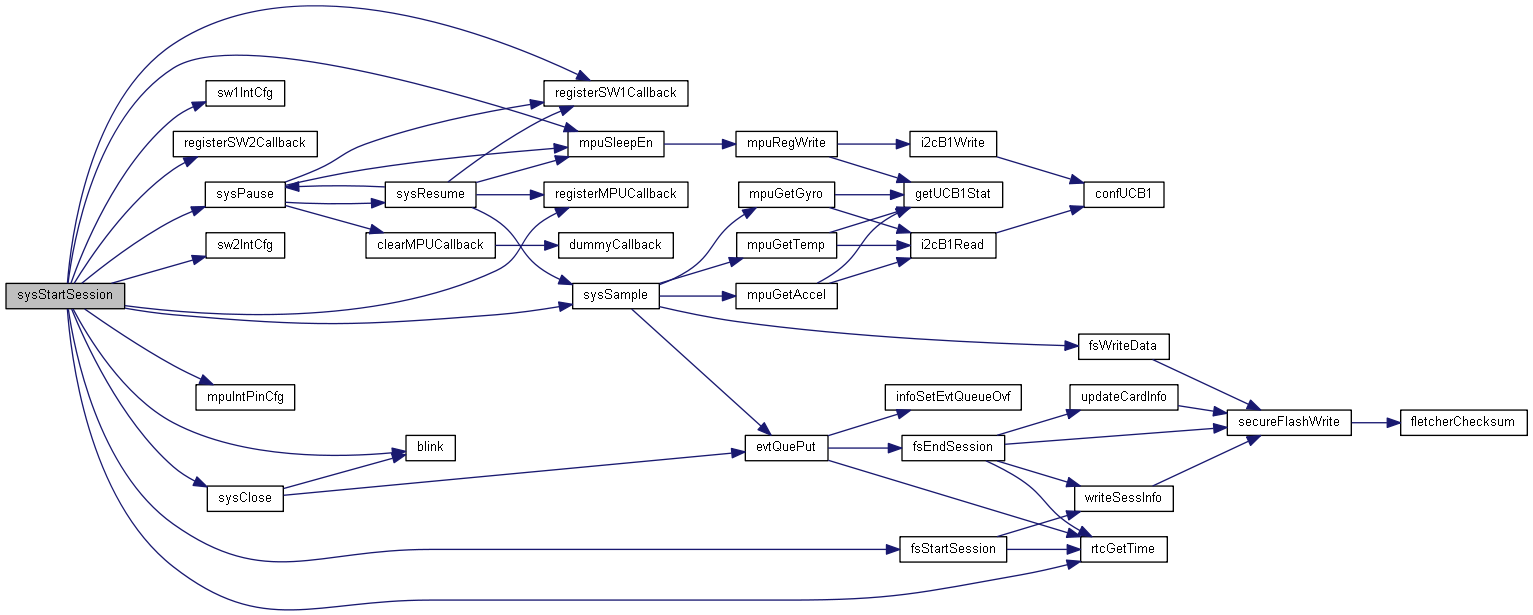 sysStartSession
sw1IntCfg
registerSW2Callback
sysPause
sw2IntCfg
mpuIntPinCfg
sysClose
blink
sysResume
clearMPUCallback
registerSW1Callback
mpuSleepEn
registerMPUCallback
dummyCallback
sysSample
mpuRegWrite
mpuGetGyro
mpuGetTemp
mpuGetAccel
evtQuePut
i2cB1Write
getUCB1Stat
i2cB1Read
infoSetEvtQueueOvf
fsEndSession
fsStartSession
confUCB1
fsWriteData
updateCardInfo
writeSessInfo
rtcGetTime
secureFlashWrite
fletcherChecksum